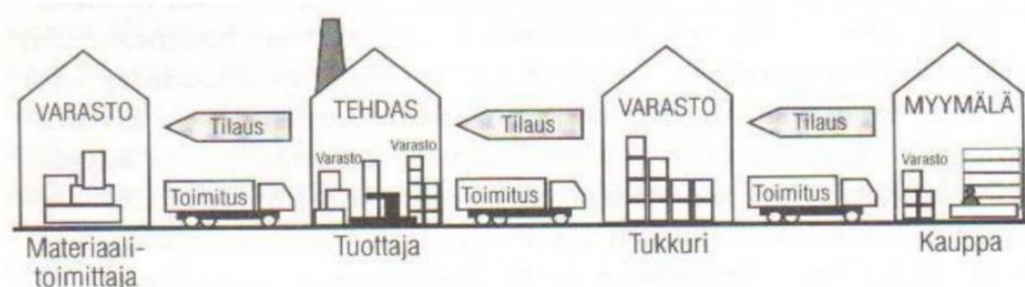 VARASTO
Tilaus
Toimitus
Materiaali-
toimittaja
TEHDAS
Varasto
Varasto
Tilaus
Toimitus
Tuottaja
VARASTO
Tilaus
Toimitus
Tukkuri
MYYMÄLÄ
Varasto
Kauppa